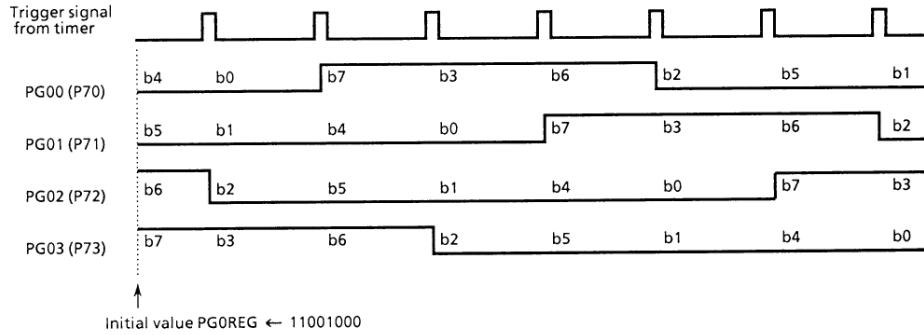 Trigger signal
from timer
PG00 (P70) b4 b0 b7 b3 b6 b2 b5 b1
PG01 (P71) b5 b1 b4 b0 b7 b3 b6 b2
PG02 (P72) b6 b2 b5 b1 b4 b0 b7 b3
PG03 (P73) b7 b3 b6 b2 b5 b1 b4 b0
Initial value PG0REG ← 11001000